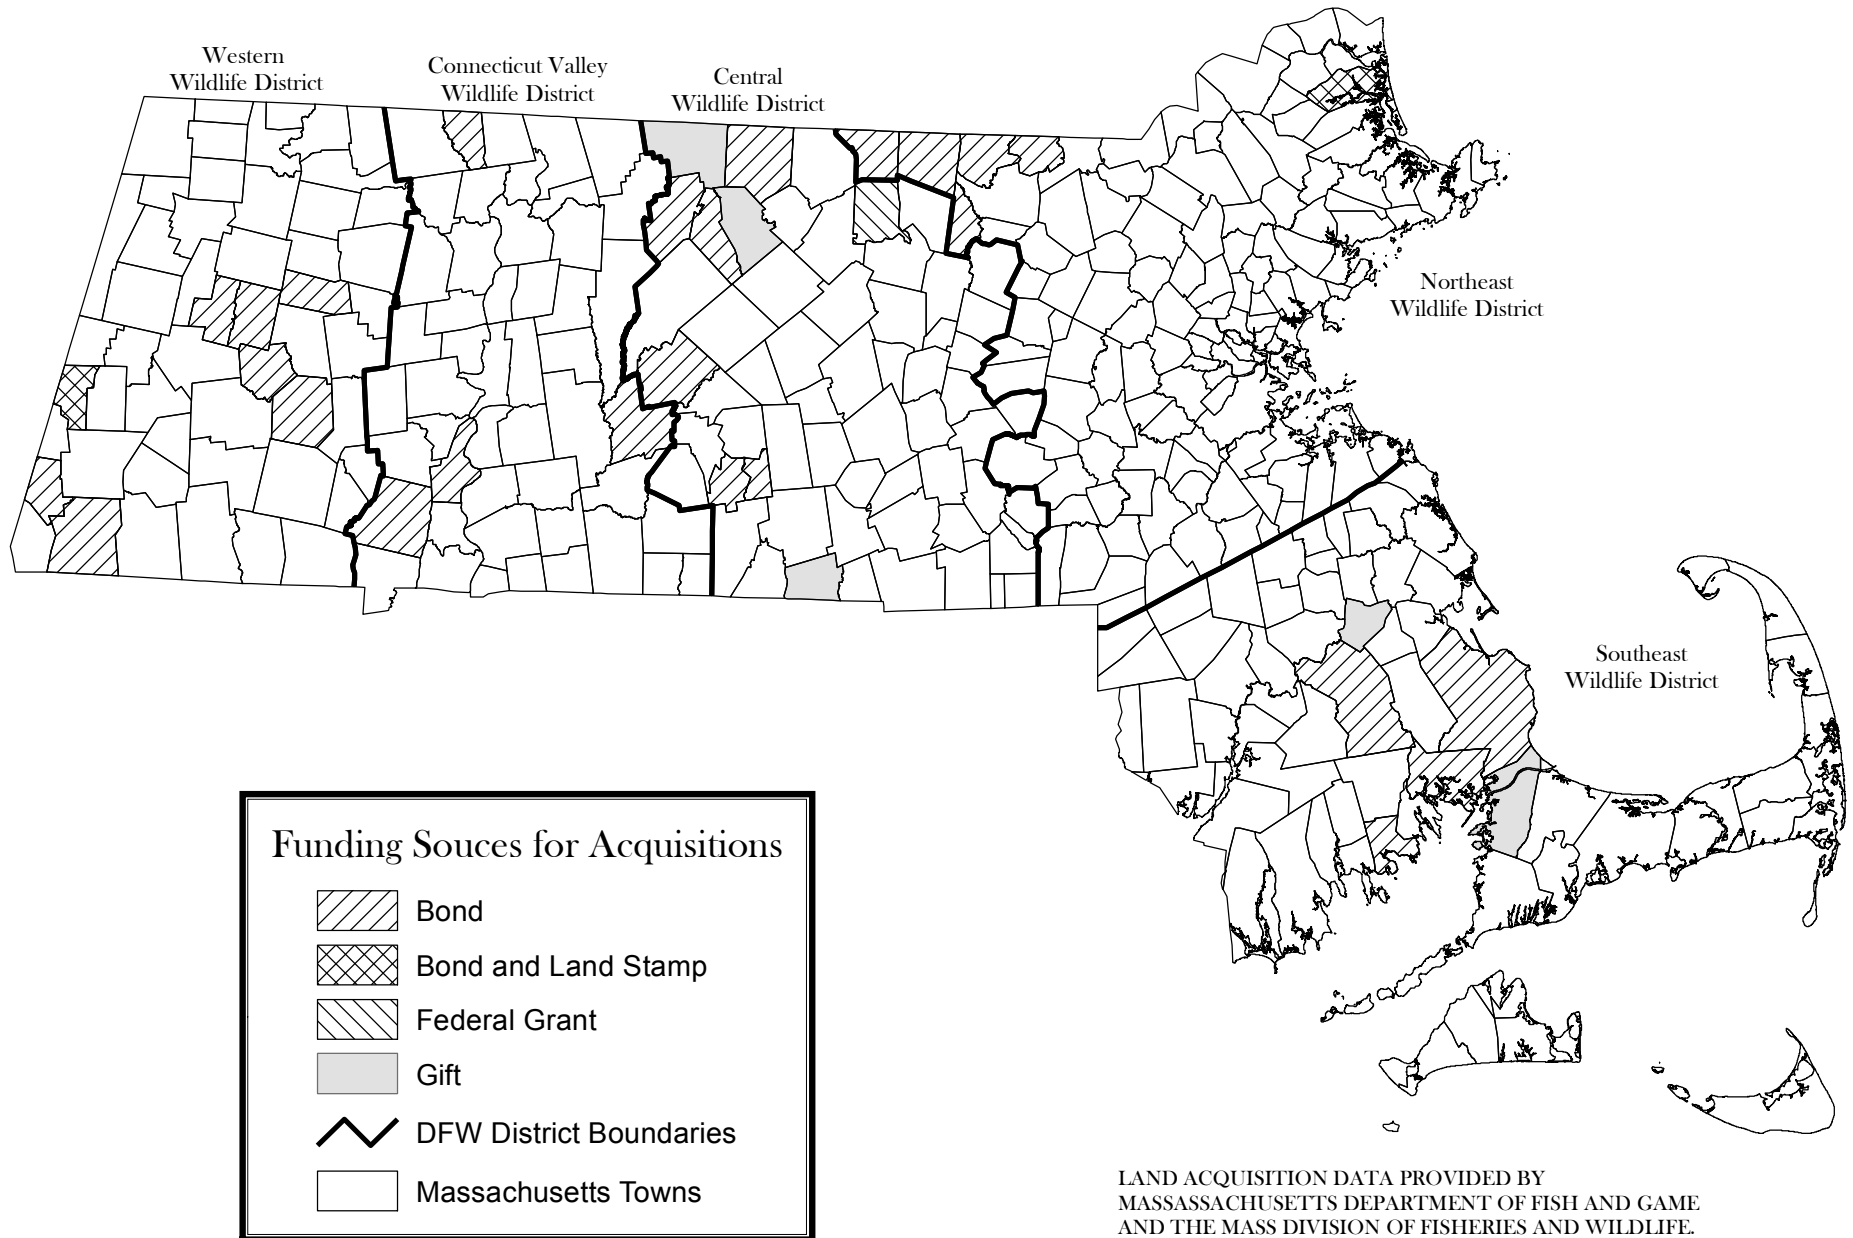 Western
Wildlife District
Connecticut Valley
Wildlife District
Central
Wildlife District
Northeast
Wildlife District
Southeast
Wildlife District
Funding Souces for Acquisitions
Bond
Bond and Land Stamp
Federal Grant
Gift
DFW District Boundaries
Massachusetts Towns
LAND ACQUISITION DATA PROVIDED BY
MASSASSACHUSETTS DEPARTMENT OF FISH AND GAME
AND THE MASS DIVISION OF FISHERIES AND WILDLIFE.